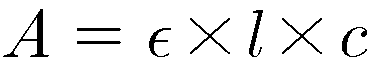 A = ϵ × l × c